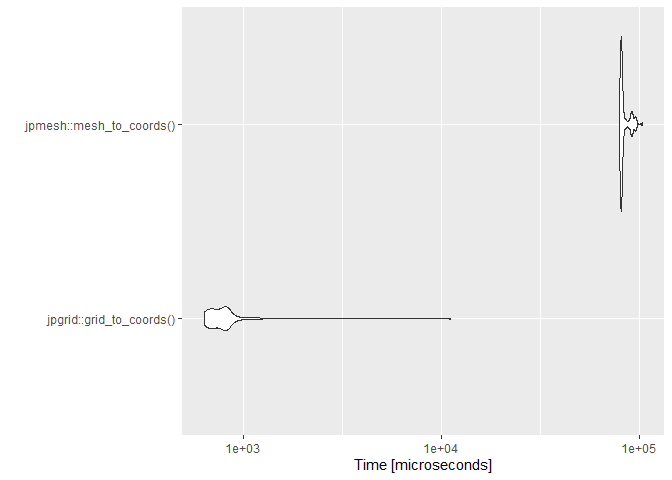 jpmesh::mesh_to_coords()
jpgrid::grid_to_coords()
1e+03 1e+04 1e+05
Time [microseconds]